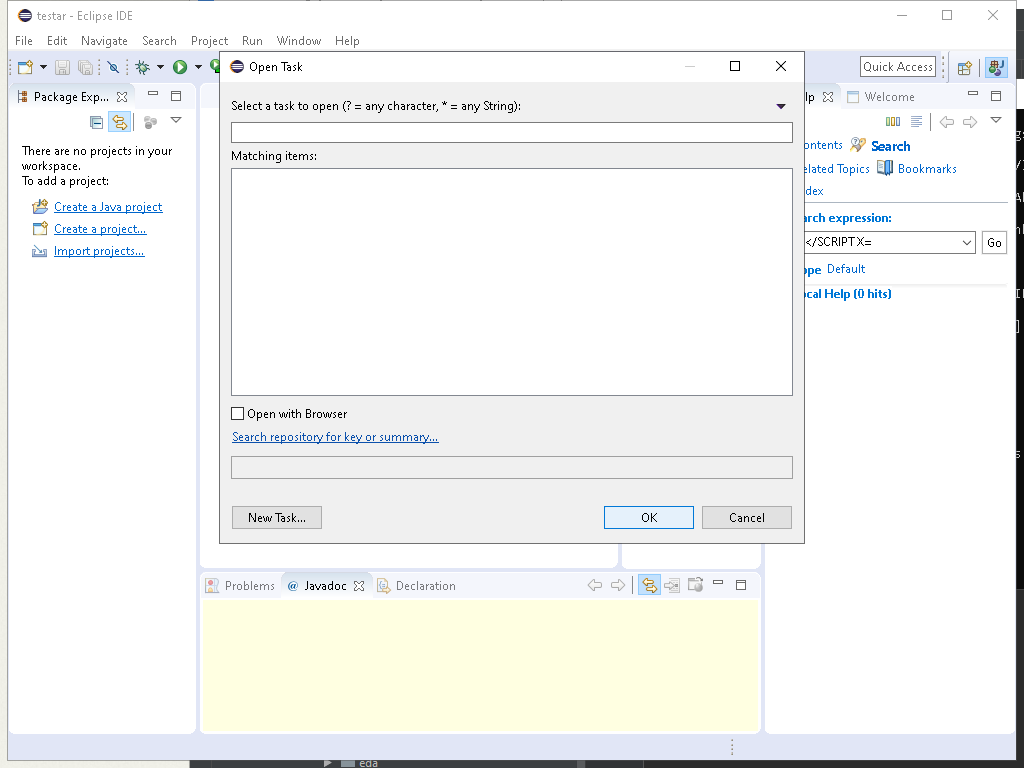 testar - Eclipse IDE
File Edit Navigate Search Project Run Window Help
Quick Access
Package Exp...
There are no projects in your
workspace.
To add a project:
Create a Java project
Create a project...
Import projects...
Open Task
Select a task to open (? = any character, * = any String):
Matching items:
Open with Browser
Search repository for key or summary...
New Task...
OK
Cancel
lp
Welcome
ontents
Search
elated Topics
Bookmarks
dex
rch expression:
</SCRIPTX=
Go
ope Default
cal Help (0 hits)
Problems
@ Javadoc
Declaration
eda